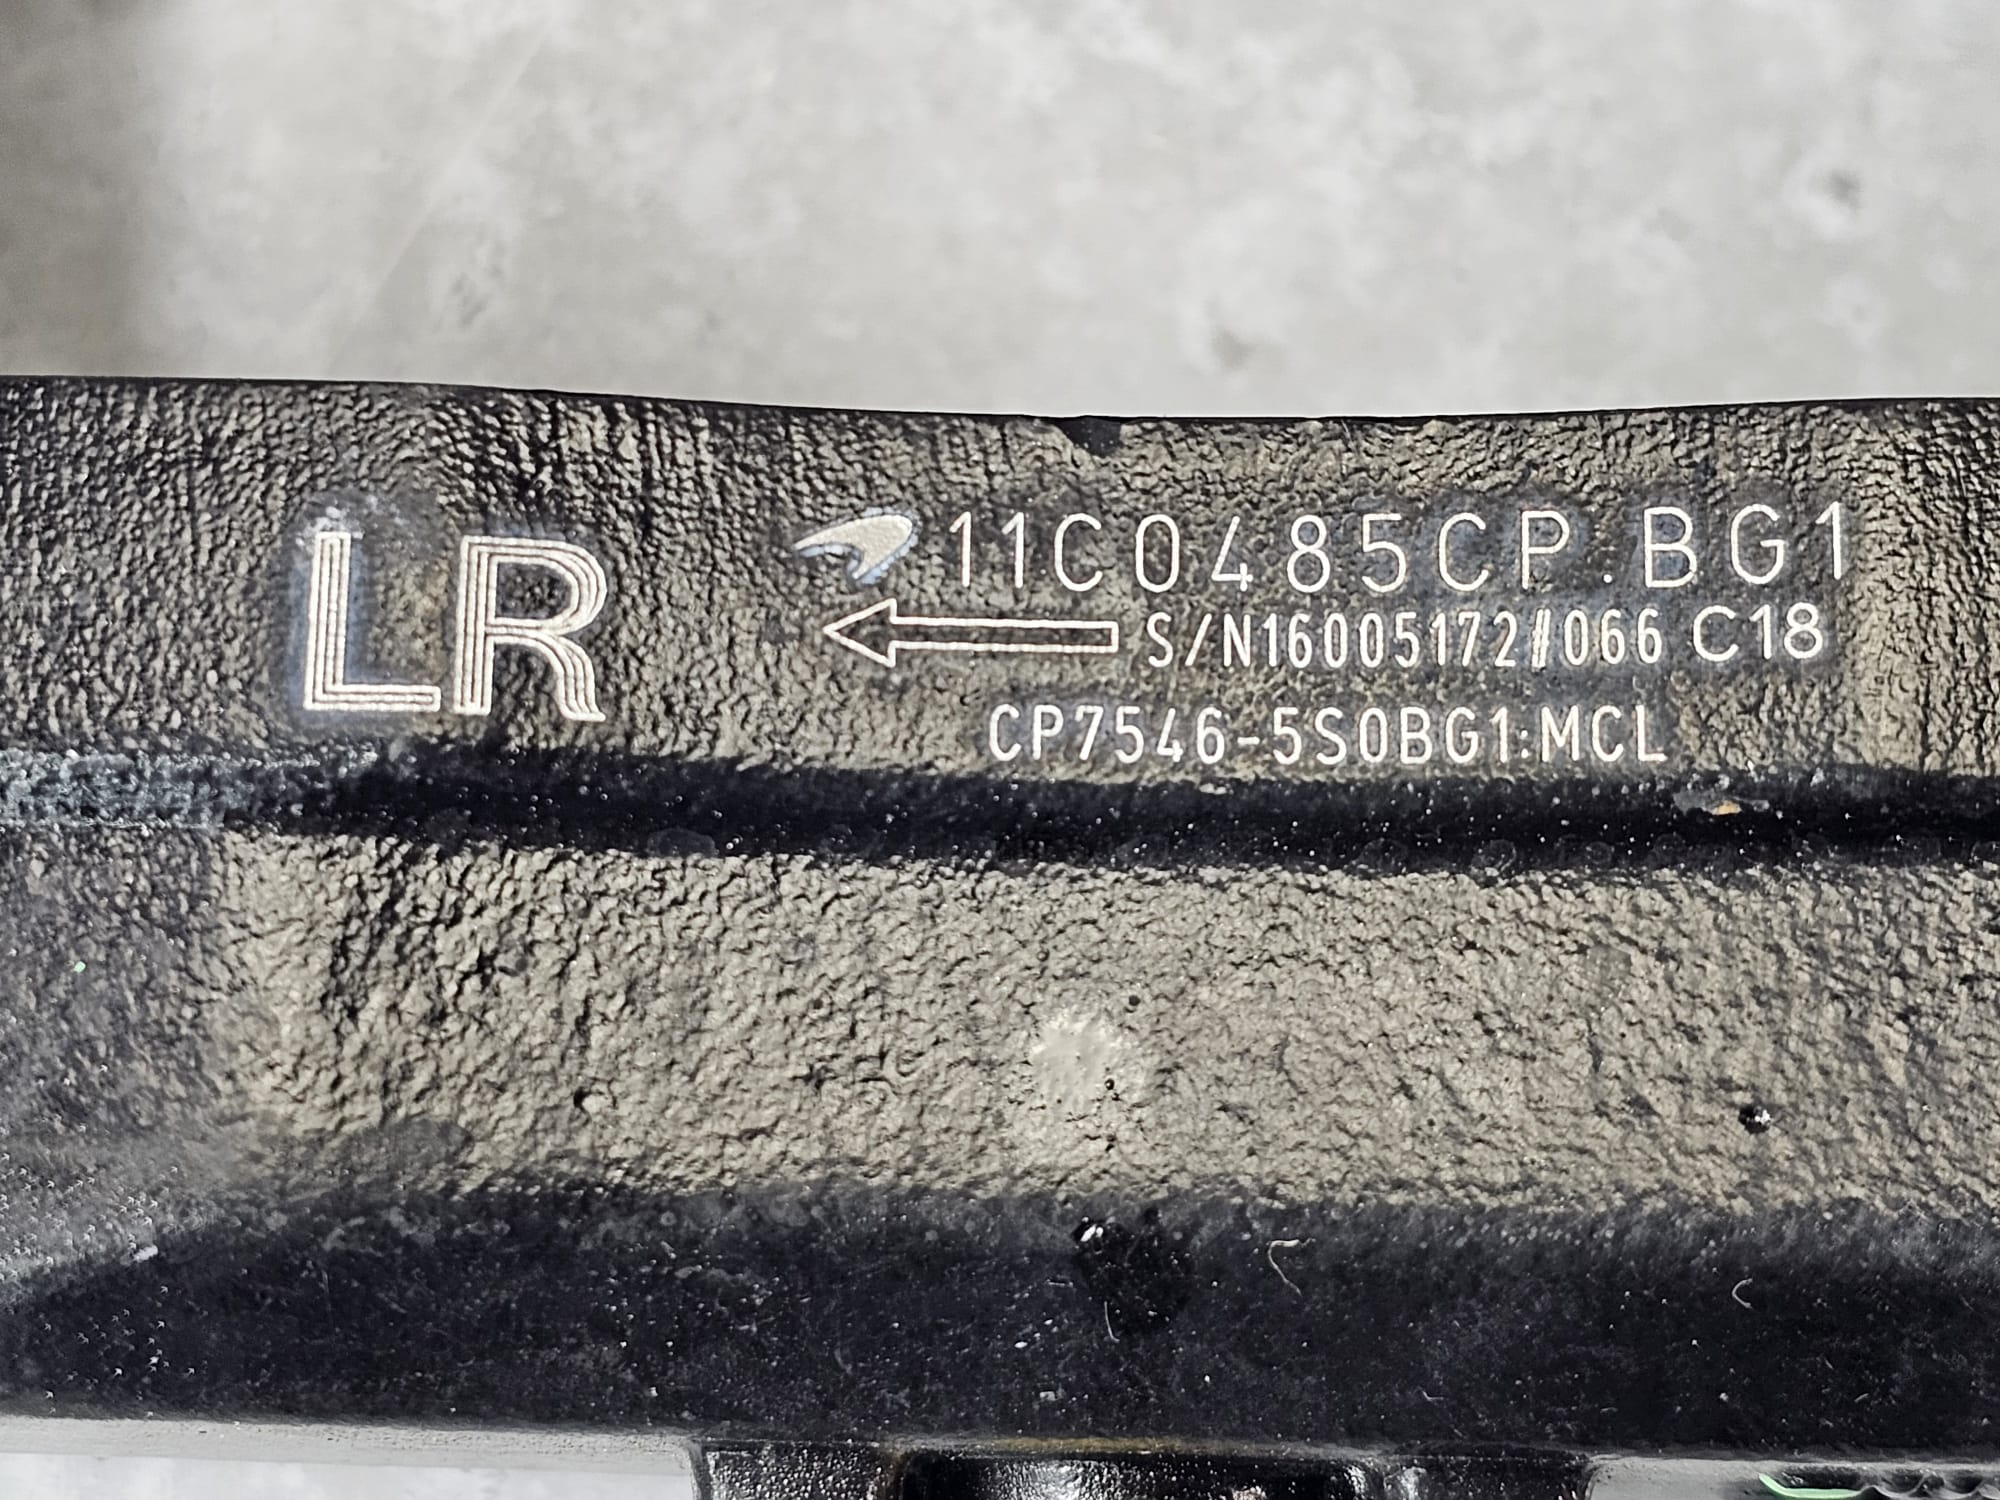 LR
11C0485CP.BG1
S/N16005172//066 C18
CP7546-5S0BG1:MCL